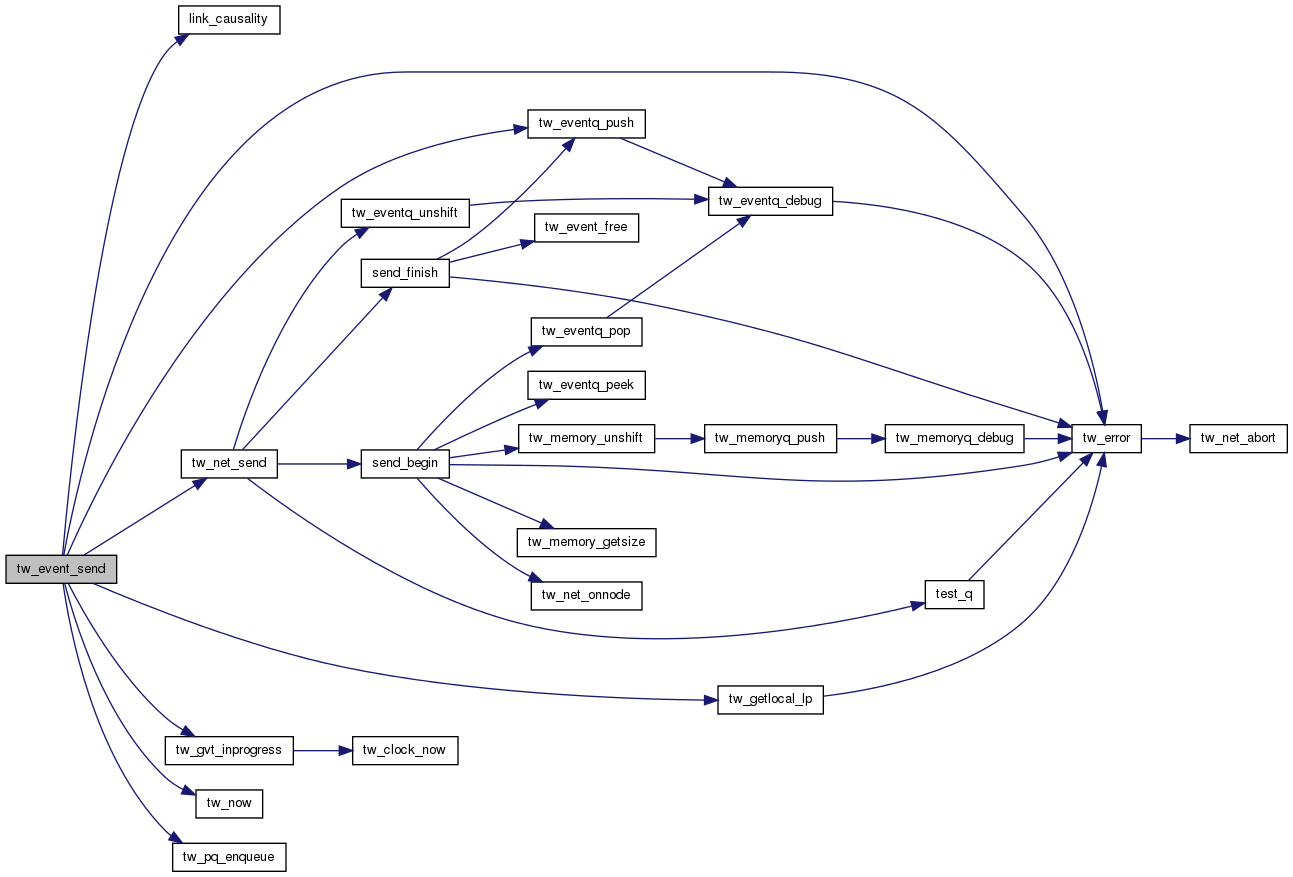 link_causality
tw_eventq_push
tw_eventq_debug
tw_eventq_unshift
tw_event_free
send_finish
tw_eventq_pop
tw_eventq_peek
tw_memory_unshift
tw_memoryq_push
tw_memoryq_debug
tw_error
tw_net_abort
tw_net_send
send_begin
tw_memory_getsize
tw_event_send
tw_net_onnode
test_q
tw_getlocal_lp
tw_gvt_inprogress
tw_clock_now
tw_now
tw_pq_enqueue